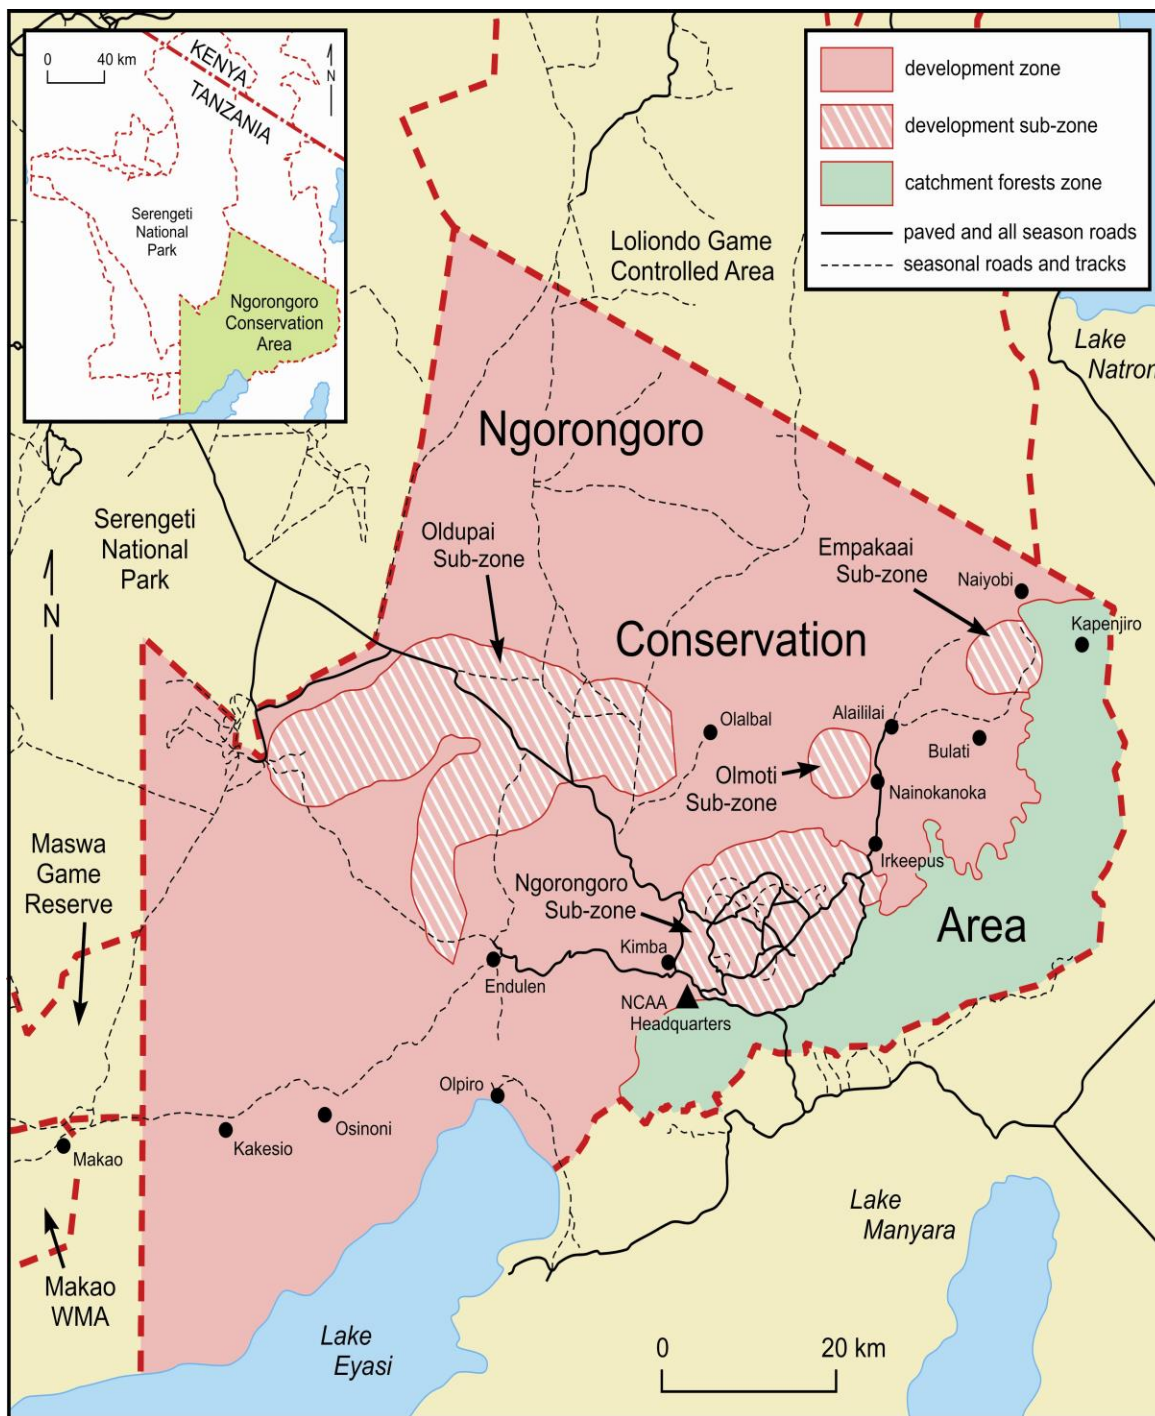 0 40 km
N
KENYA
TANZANIA
Serengeti
National
Park
Ngorongoro
Conservation
Area
development zone
development sub-zone
catchment forests zone
paved and all season roads
seasonal roads and tracks
Loliondo Game
Controlled Area
Lake
Natron
Ngorongoro
Serengeti
National
Park
Oldupai
Sub-zone
Empakaai
Sub-zone
Naiyobi
N
Conservation
Kapenjiro
Olalbal
Alaililai
Bulati
Olmoti
Sub-zone
Nainokanoka
Maswa
Game
Reserve
Irkeepus
Ngorongoro
Sub-zone
Area
Kimba
Endulen
NCAA
Headquarters
Olpiro
Osinoni
Kakesio
Makao
Lake
Manyara
Makao
WMA
Lake
Eyasi
0 20 km